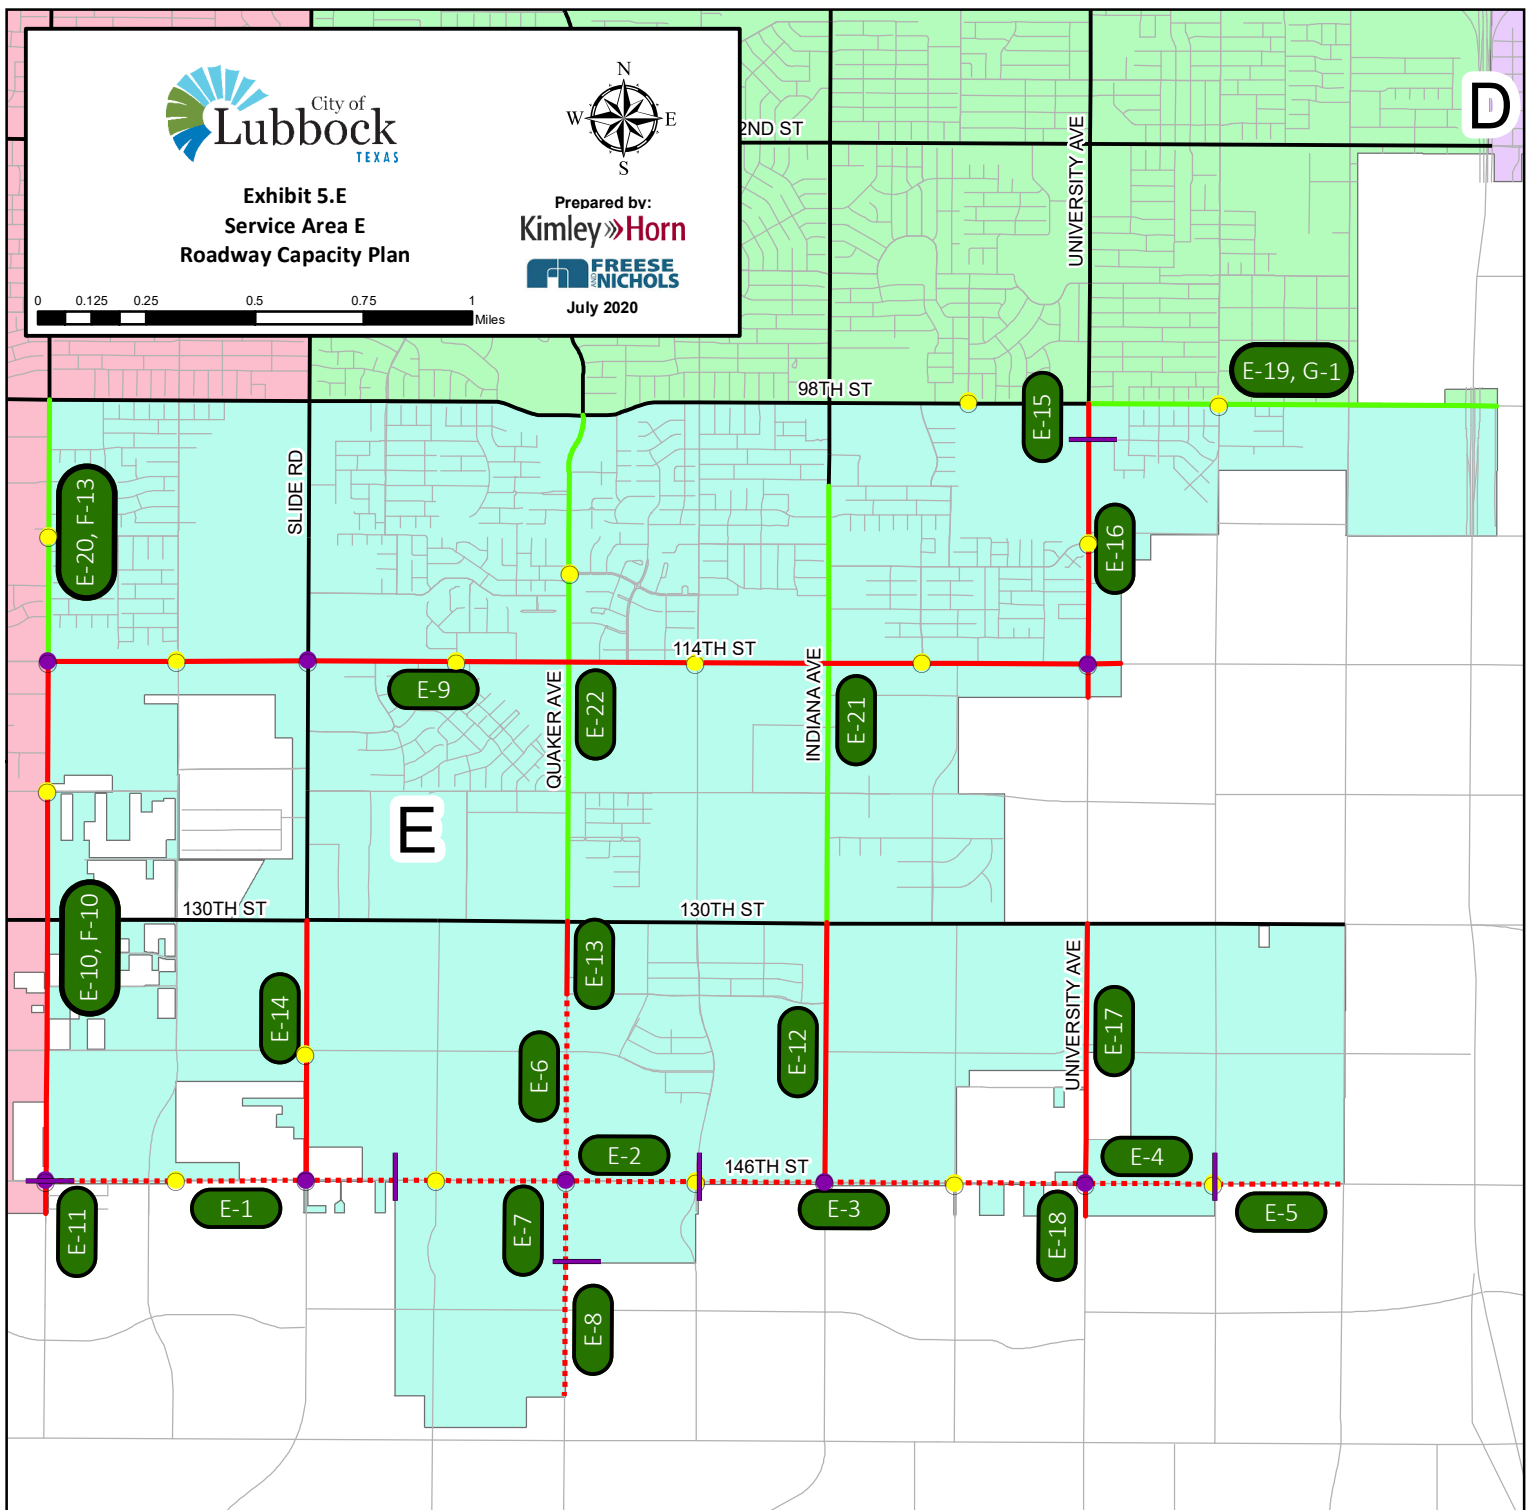 D
City of
Lubbock
TEXAS
Exhibit 5.E
Service Area E
Roadway Capacity Plan
N
W
E
S
Prepared by:
Kimley»Horn
FREESE
AND
NICHOLS
July 2020
0 0.125 0.25 0.5 0.75 1
Miles
2ND ST
UNIVERSITY AVE
98TH ST
E-19, G-1
E-15
SLIDE RD
E-20, F-13
E-16
114TH ST
E-9
QUAKER AVE
E-22
INDIANA AVE
E-21
E
130TH ST
130TH ST
E-10, F-10
E-13
E-14
UNIVERSITY AVE
E-17
E-12
E-6
E-2
146TH ST
E-4
E-11
E-1
E-7
E-3
E-18
E-5
E-8